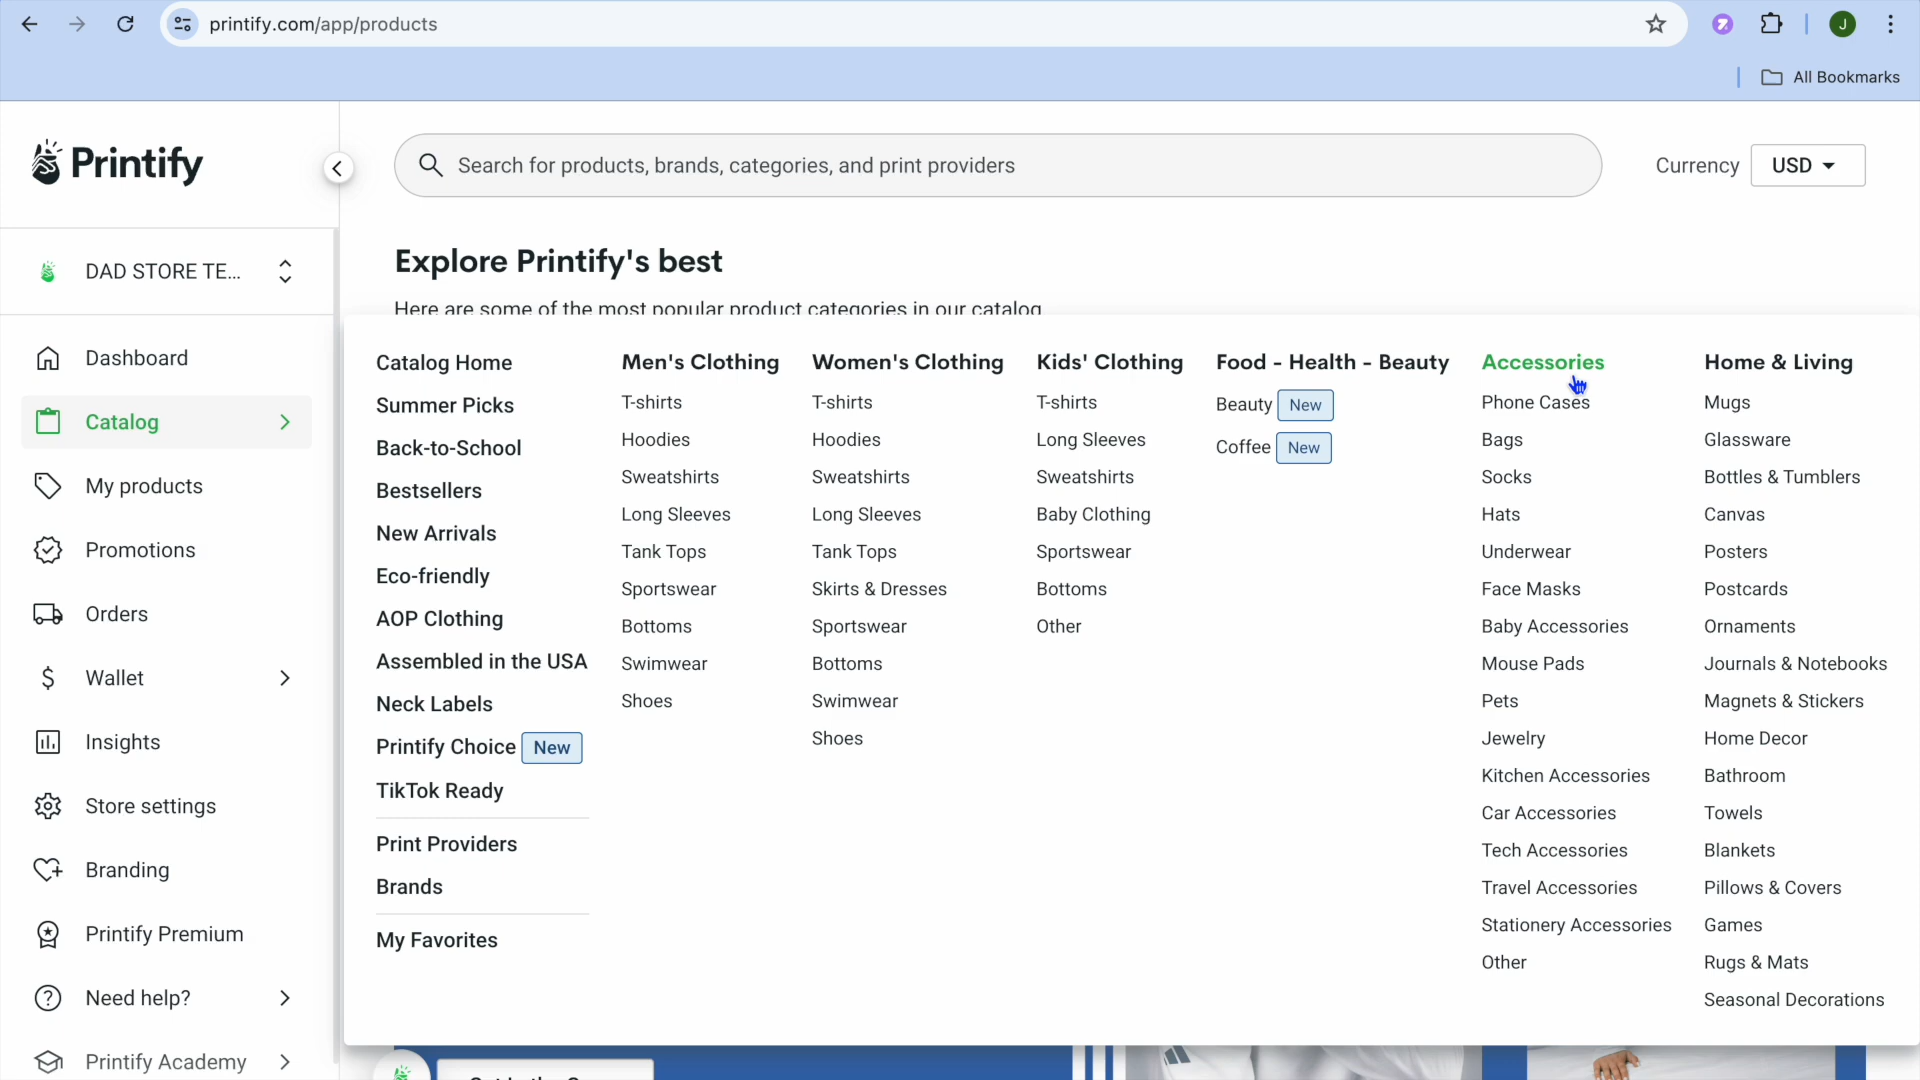 printify.com/app/products
J
All Bookmarks
Printify
Search for products, brands, categories, and print providers
Currency
USD
DAD STORE TE...
Explore Printify's best
Here are some of the most popular product categories in our catalog
Dashboard
Catalog
My products
Promotions
Orders
Wallet
Insights
Store settings
Branding
Printify Premium
Need help?
Printify Academy
Catalog Home
Summer Picks
Back-to-School
Bestsellers
New Arrivals
Eco-friendly
AOP Clothing
Assembled in the USA
Neck Labels
Printify Choice New
TikTok Ready
Print Providers
Brands
My Favorites
Men's Clothing
T-shirts
Hoodies
Sweatshirts
Long Sleeves
Tank Tops
Sportswear
Bottoms
Swimwear
Shoes
Women's Clothing
T-shirts
Hoodies
Sweatshirts
Long Sleeves
Tank Tops
Skirts & Dresses
Sportswear
Bottoms
Swimwear
Shoes
Kids' Clothing
T-shirts
Long Sleeves
Sweatshirts
Baby Clothing
Sportswear
Bottoms
Other
Food - Health - Beauty
Beauty New
Coffee New
Accessories
Phone Cases
Bags
Socks
Hats
Underwear
Face Masks
Baby Accessories
Mouse Pads
Pets
Jewelry
Kitchen Accessories
Car Accessories
Tech Accessories
Travel Accessories
Stationery Accessories
Other
Home & Living
Mugs
Glassware
Bottles & Tumblers
Canvas
Posters
Postcards
Ornaments
Journals & Notebooks
Magnets & Stickers
Home Decor
Bathroom
Towels
Blankets
Pillows & Covers
Games
Rugs & Mats
Seasonal Decorations